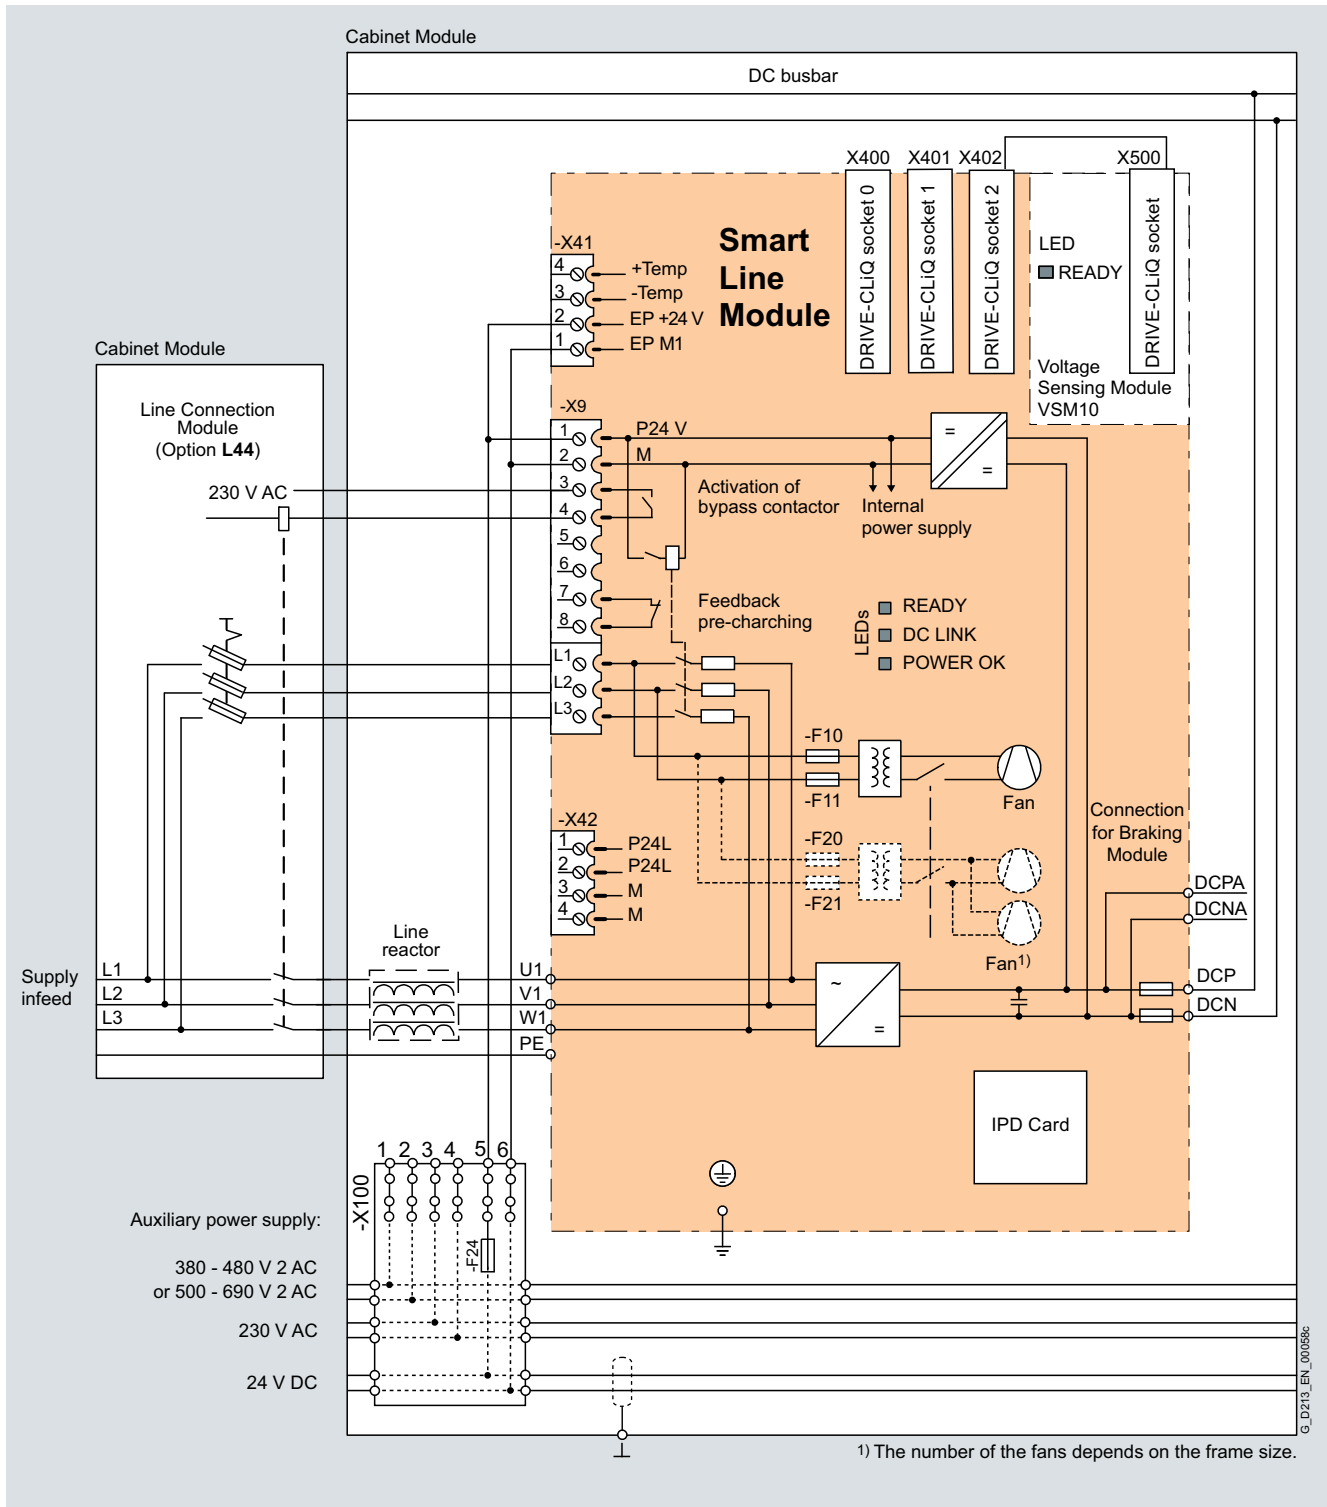 Cabinet Module
DC busbar
X400
X401
X402
X500
DRIVE-CLiQ socket 0
DRIVE-CLiQ socket 1
DRIVE-CLiQ socket 2
DRIVE-CLiQ socket
Smart
Line
Module
LED
READY
Voltage
Sensing Module
VSM10
-X41
4 +Temp
3 -Temp
2 EP +24 V
1 EP M1
Cabinet Module
Line Connection
Module
(Option L44)
230 V AC
-X9
1 P24 V
2 M
3
4
5
6
7
8
L1
L2
L3
=
=
Activation of
bypass contactor
Internal
power supply
Feedback
pre-charching
LEDs
READY
DC LINK
POWER OK
-F10
-F11
Fan
-F20
-F21
Fan1)
Connection
for Braking
Module
DCPA
DCNA
DCP
DCN
-X42
1 P24L
2 P24L
3 M
4 M
Line
reactor
Supply
infeed
L1
L2
L3
U1
V1
W1
PE
~
=
IPD Card
1 2 3 4 5 6
-X100
-F24
Auxiliary power supply:
380 - 480 V 2 AC
or 500 - 690 V 2 AC
230 V AC
24 V DC
G_D213_EN_00058c
1) The number of the fans depends on the frame size.